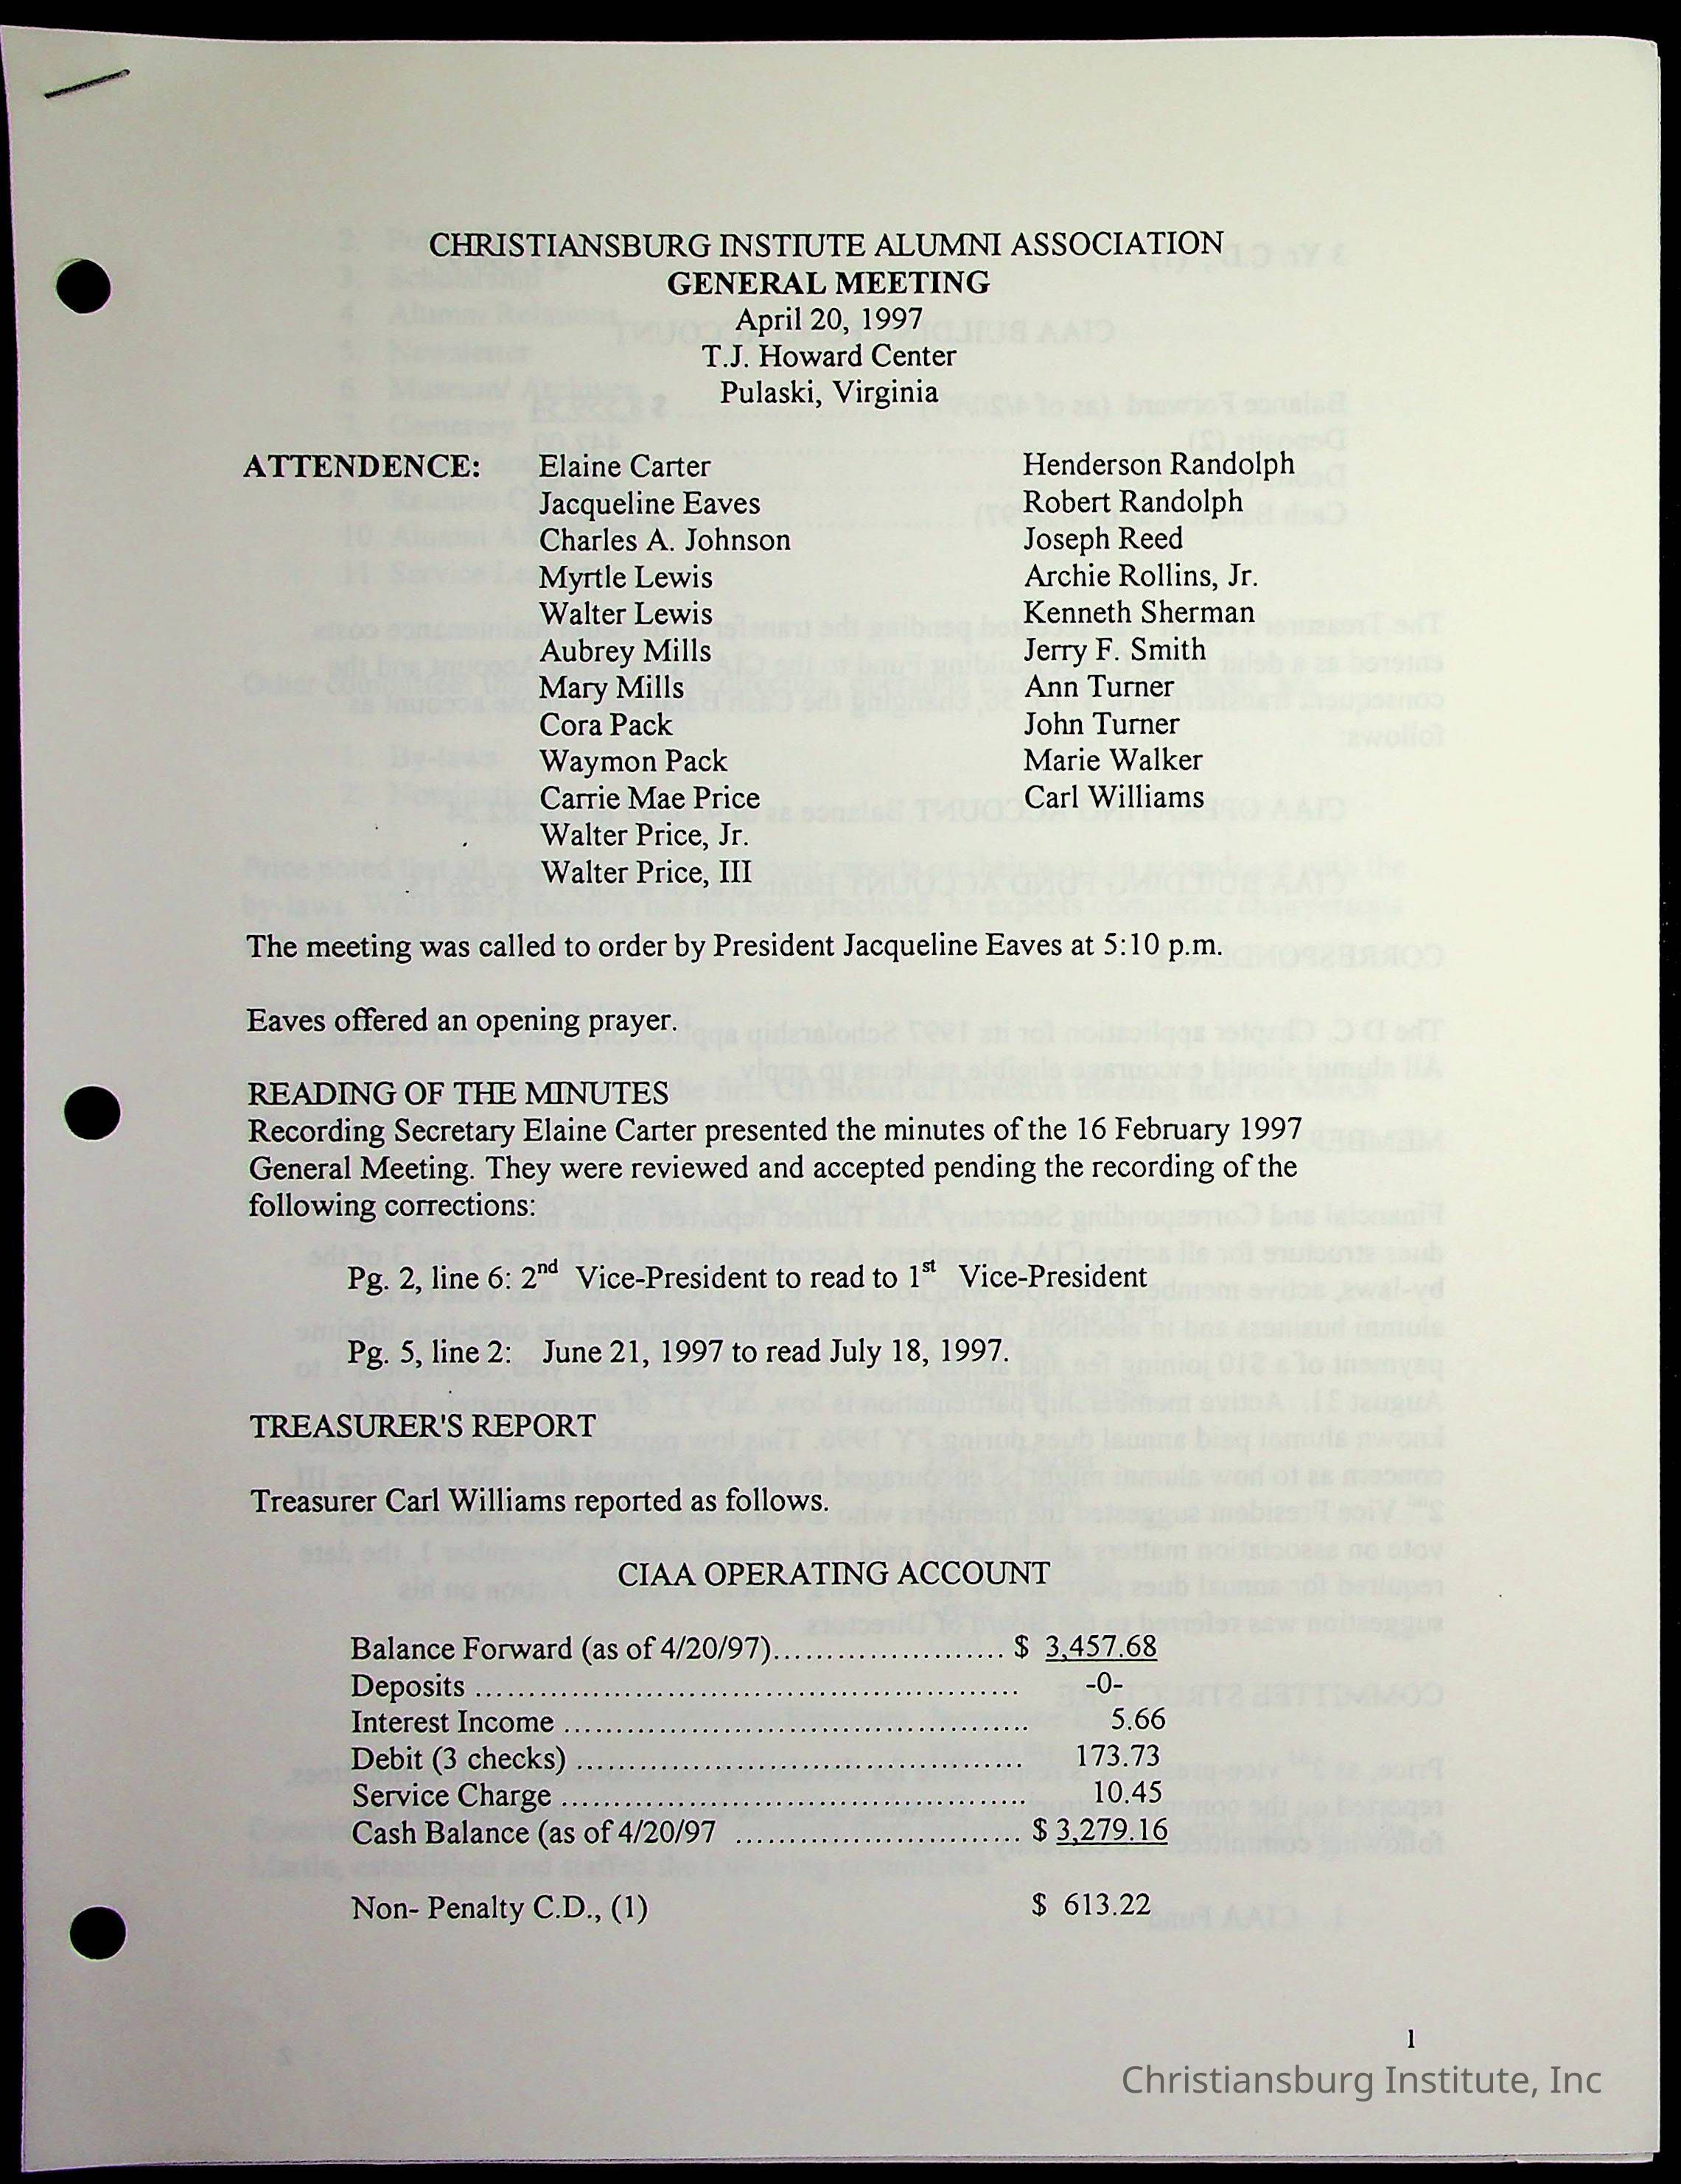 CHRISTIANSBURG INSTIUTE ALUMNI ASSOCIATION
GENERAL MEETING
April 20, 1997
T.J. Howard Center
Pulaski, Virginia
ATTENDENCE: Elaine Carter Henderson Randolph
Jacqueline Eaves Robert Randolph
Charles A. Johnson Joseph Reed
Myrtle Lewis Archie Rollins, Jr.
Walter Lewis Kenneth Sherman
Aubrey Mills Jerry F. Smith
Mary Mills Ann Turner
Cora Pack John Turner
Waymon Pack Marie Walker
Carrie Mae Price Carl Williams
Walter Price, Jr.
Walter Price, III
The meeting was called to order by President Jacqueline Eaves at 5:10 p.m.
Eaves offered an opening prayer.
READING OF THE MINUTES
Recording Secretary Elaine Carter presented the minutes of the 16 February 1997
General Meeting. They were reviewed and accepted pending the recording of the
following corrections:
Pg. 2, line 6: 2nd Vice-President to read to 1st Vice-President
Pg. 5, line 2: June 21, 1997 to read July 18, 1997.
TREASURER'S REPORT
Treasurer Carl Williams reported as follows.
CIAA OPERATING ACCOUNT
Balance Forward (as of 4/20/97)...................... $ 3,457.68
Deposits .................................................... -0-
Interest Income ............................................ 5.66
Debit (3 checks) .......................................... 173.73
Service Charge ............................................ 10.45
Cash Balance (as of 4/20/97 ........................... $ 3,279.16
Non- Penalty C.D., (1) $ 613.22
1
Christiansburg Institute, Inc